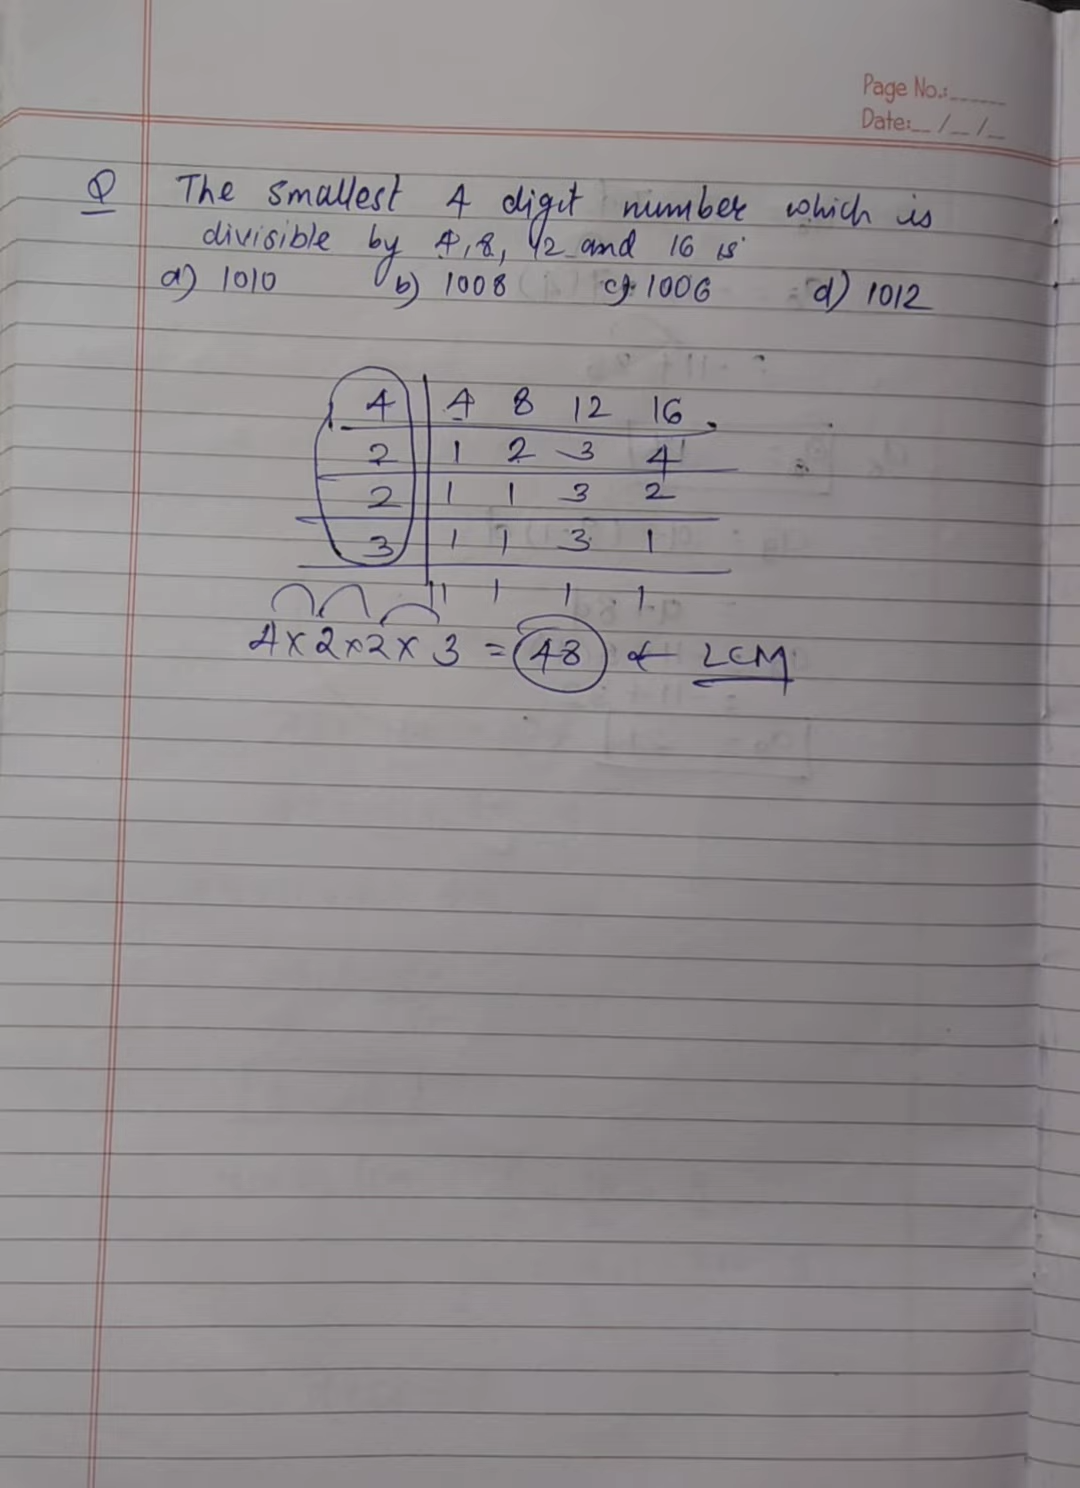 Page No.:
Date: / /
Q The smallest 4 digit number which is
divisible by 4, 8, 12 and 16 is
a) 1010 b) 1008 c) 1006 d) 1012
4 4 8 12 16
2 1 2 3 4
2 1 1 3 2
3 1 1 3 1
1 1 1 1
4 x 2 x 2 x 3 = 48 ← LCM